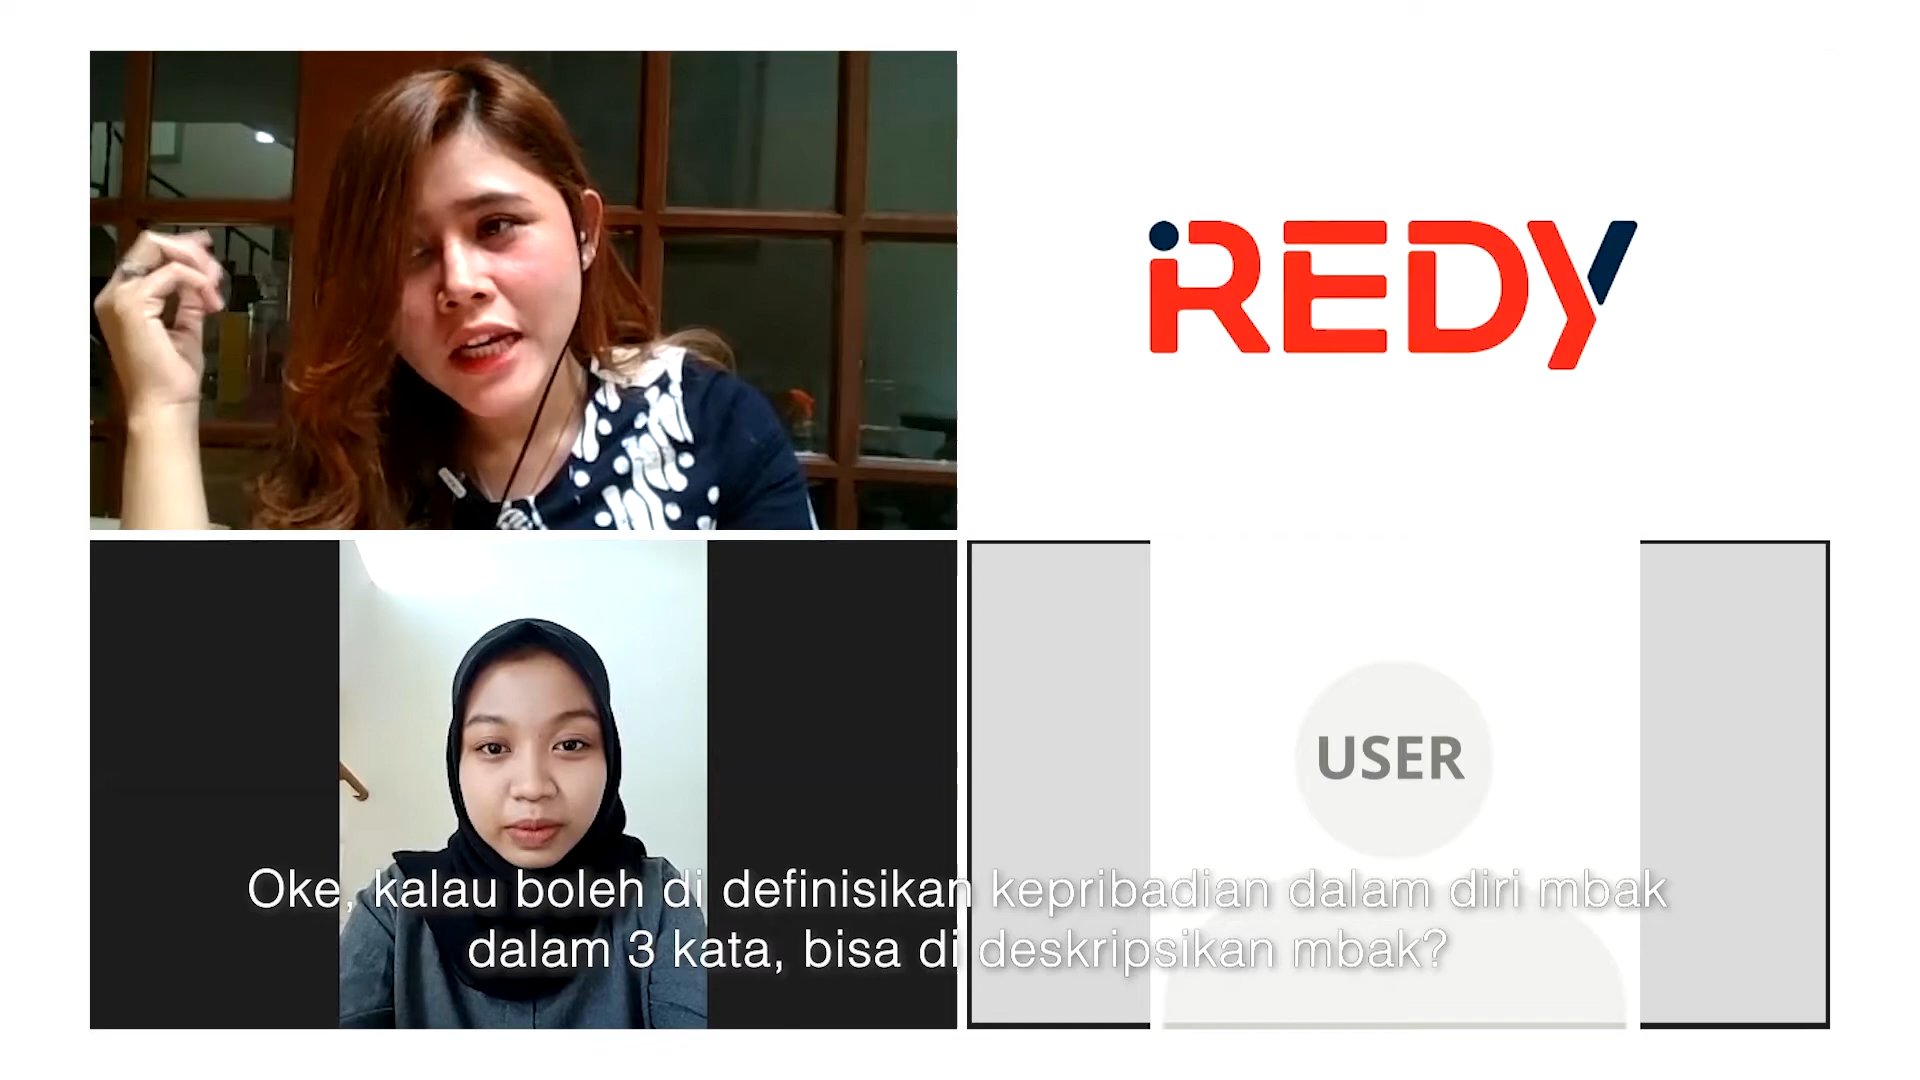 iREDY
USER
Oke, kalau boleh di definisikan kepribadian dalam diri mbak
dalam 3 kata, bisa di deskripsikan mbak?